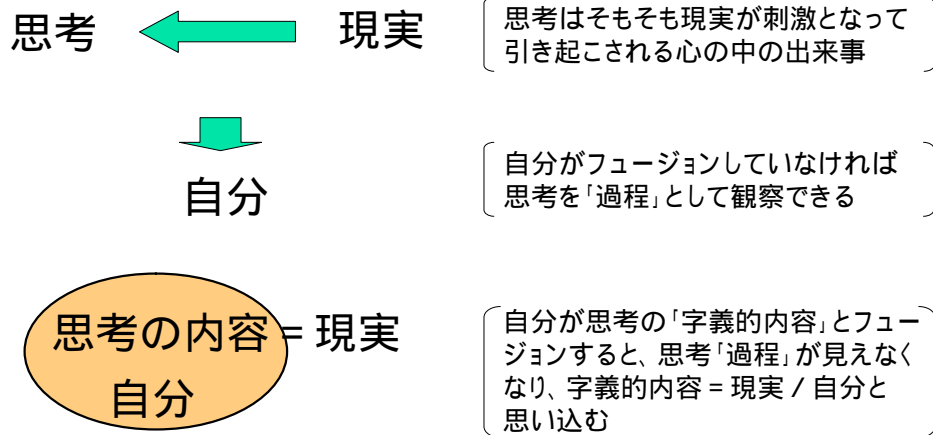 思考 現実
思考はそもそも現実が刺激となって
引き起こされる心の中の出来事
自分
自分がフュージョンしていなければ
思考を「過程」として観察できる
思考の内容 = 現実
自分
自分が思考の「字義的内容」とフュー
ジョンすると、思考「過程」が見えなく
なり、字義的内容 = 現実 / 自分と
思い込む